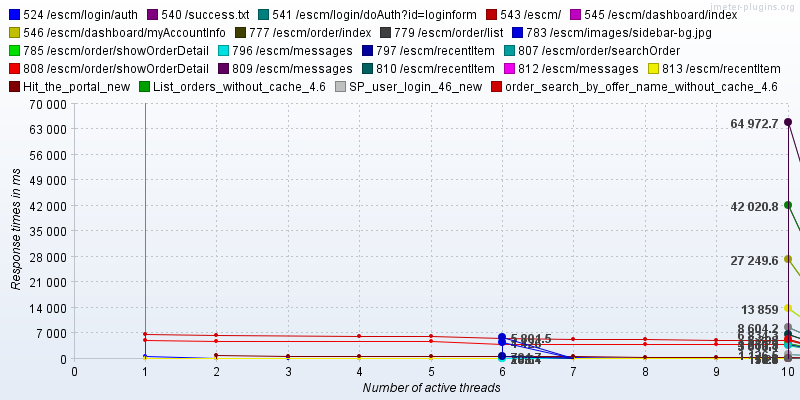 jmeter-plugins.org
524 /escm/login/auth 540 /success.txt 541 /escm/login/doAuth?id=loginform 543 /escm/ 545 /escm/dashboard/index
546 /escm/dashboard/myAccountInfo 777 /escm/order/index 779 /escm/order/list 783 /escm/images/sidebar-bg.jpg
785 /escm/order/showOrderDetail 796 /escm/messages 797 /escm/recentItem 807 /escm/order/searchOrder
808 /escm/order/showOrderDetail 809 /escm/messages 810 /escm/recentItem 812 /escm/messages 813 /escm/recentItem
Hit_the_portal_new List_orders_without_cache_4.6 SP_user_login_46_new order_search_by_offer_name_without_cache_4.6
70 000
63 000
56 000
49 000
42 000
35 000
28 000
21 000
14 000
7 000
0
Response times in ms
64 972.7
42 020.8
27 249.6
13 859
8 604.2
0 1 2 3 4 5 6 7 8 9 10
Number of active threads